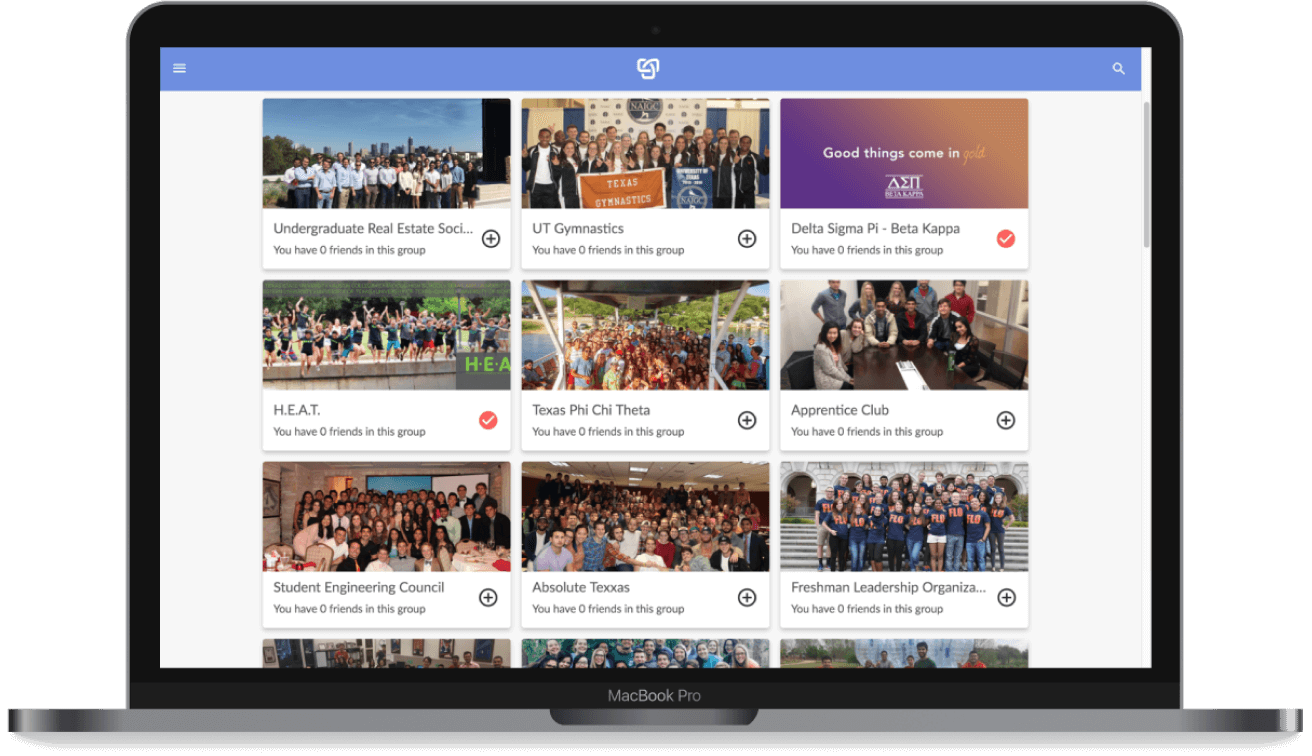 NAIGC
TEXAS
GYMNASTICS
UNIVERSITY OF
TEXAS
NAIGC
Good things come in gold
ΔΣΠ
BETA KAPPA
Undergraduate Real Estate Soci...
You have 0 friends in this group
UT Gymnastics
You have 0 friends in this group
Delta Sigma Pi - Beta Kappa
You have 0 friends in this group
H·E·A
H.E.A.T.
You have 0 friends in this group
Texas Phi Chi Theta
You have 0 friends in this group
Apprentice Club
You have 0 friends in this group
FLO
FLO
FLO
FLO
Student Engineering Council
You have 0 friends in this group
Absolute Texxas
You have 0 friends in this group
Freshman Leadership Organiza...
You have 0 friends in this group
MacBook Pro